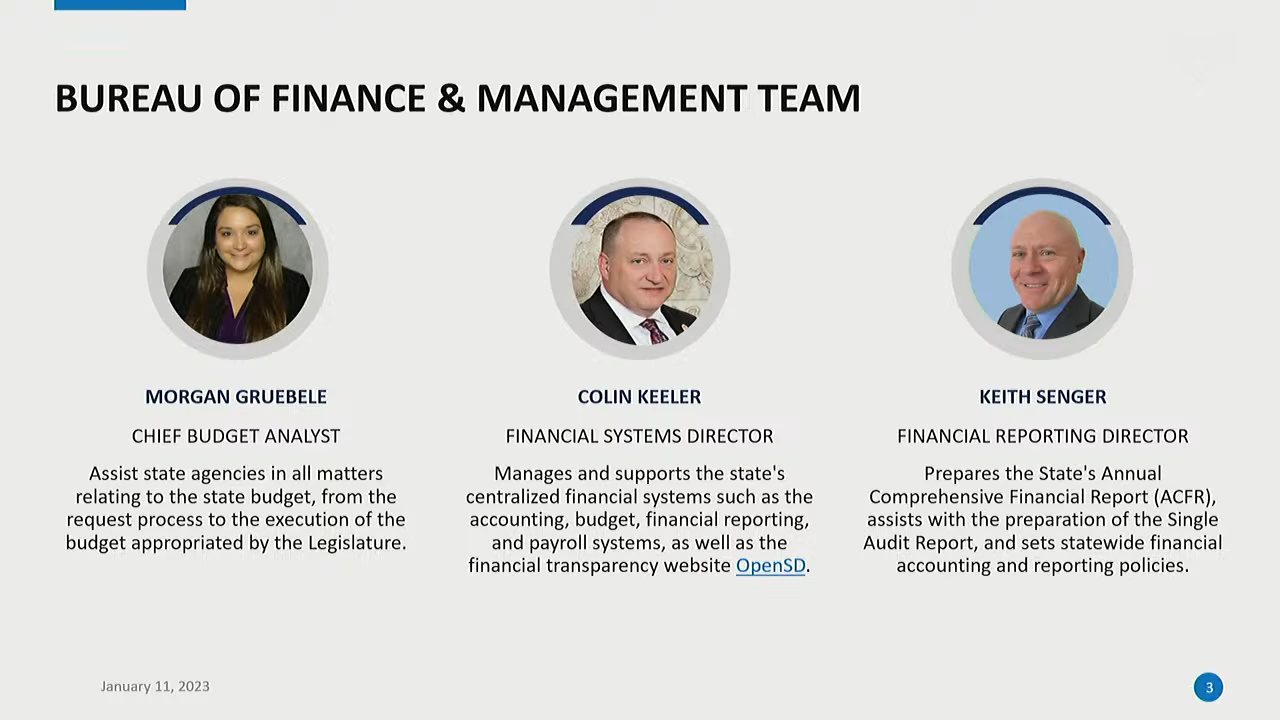 BUREAU OF FINANCE & MANAGEMENT TEAM
MORGAN GRUEBELE
CHIEF BUDGET ANALYST
Assist state agencies in all matters
relating to the state budget, from the
request process to the execution of the
budget appropriated by the Legislature.
COLIN KEELER
FINANCIAL SYSTEMS DIRECTOR
Manages and supports the state's
centralized financial systems such as the
accounting, budget, financial reporting,
and payroll systems, as well as the
financial transparency website OpenSD.
KEITH SENGER
FINANCIAL REPORTING DIRECTOR
Prepares the State's Annual
Comprehensive Financial Report (ACFR),
assists with the preparation of the Single
Audit Report, and sets statewide financial
accounting and reporting policies.
January 11, 2023
3